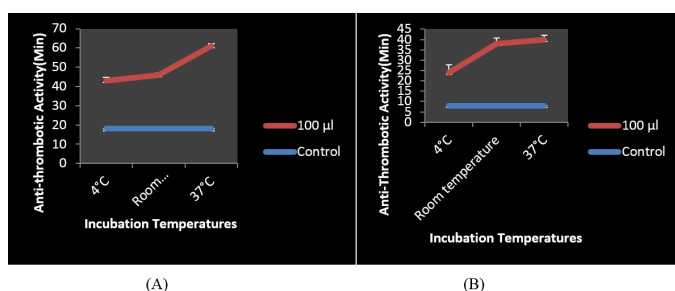 Anti-thrombotic Activity(Min)
70
60
50
40
30
20
10
0
4°C
Room...
37°C
Incubation Temperatures
100 µl
Control
(A)
Anti-Thrombotic Activity(Min)
45
40
35
30
25
20
15
10
5
0
4°C
Room temperature
37°C
Incubation Temperatures
100 µl
Control
(B)